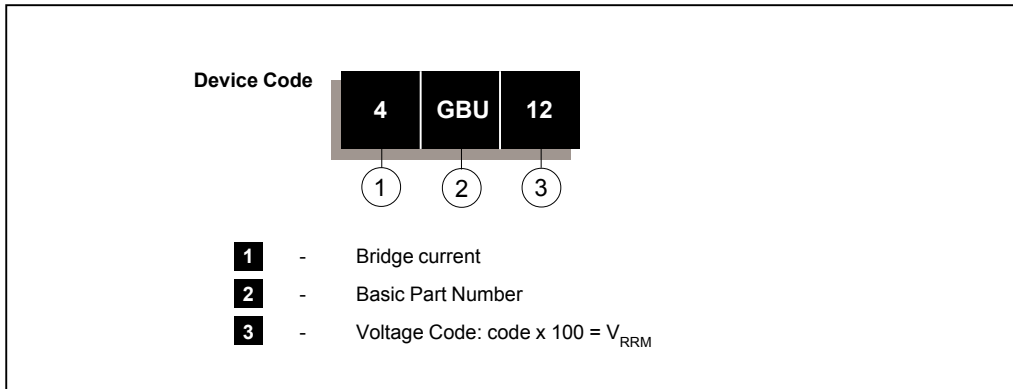 Device Code
4 GBU 12
1 2 3
1 - Bridge current
2 - Basic Part Number
3 - Voltage Code: code x 100 = V_RRM